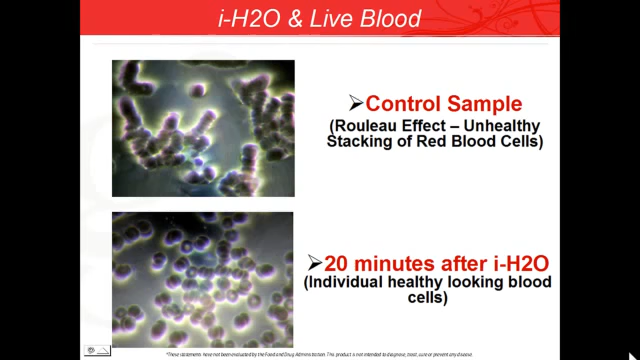 i-H2O & Live Blood
➢Control Sample
(Rouleau Effect – Unhealthy
Stacking of Red Blood Cells)
➢20 minutes after i-H2O
(Individual healthy looking blood
cells)
*These statements have not been evaluated by the Food and Drug Administration. This product is not intended to diagnose, treat, cure or prevent any disease.